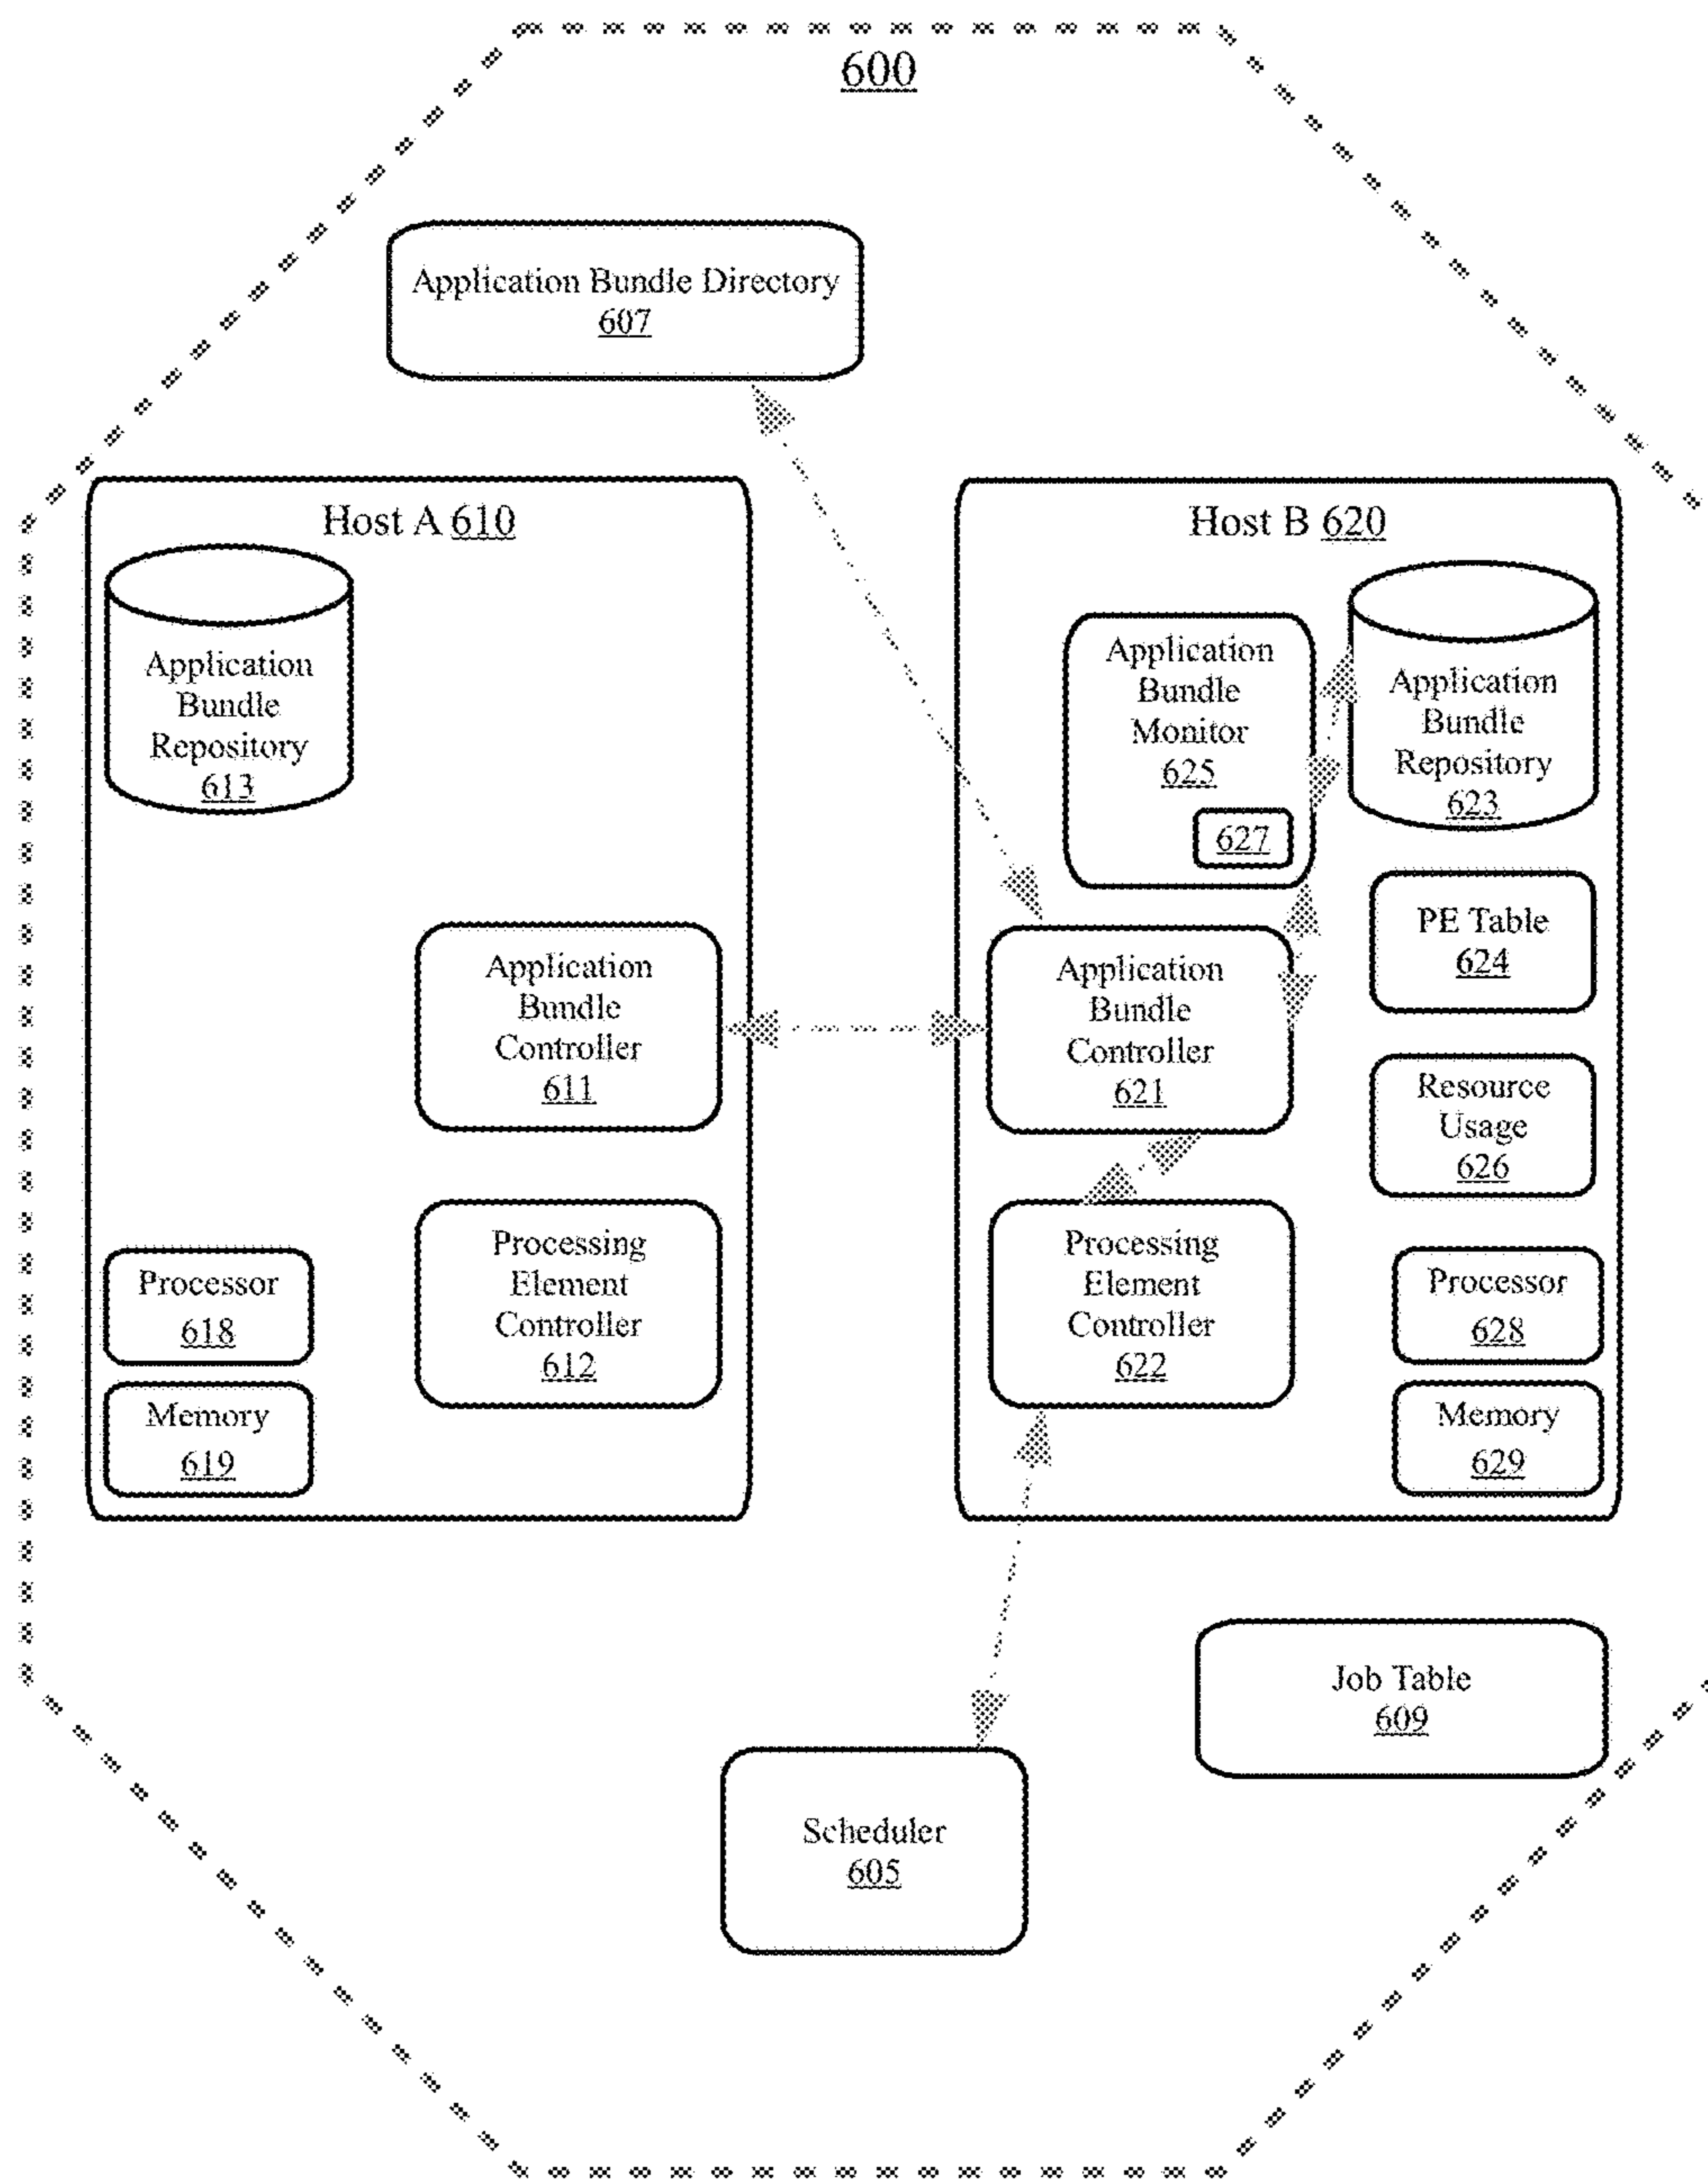 600
Application Bundle Directory
607
Host A 610
Application
Bundle
Repository
613
Application
Bundle
Controller
611
Processing
Element
Controller
612
Processor
618
Memory
619
Host B 620
Application
Bundle
Monitor
625
627
Application
Bundle
Repository
623
PE Table
624
Application
Bundle
Controller
621
Resource
Usage
626
Processing
Element
Controller
622
Processor
628
Memory
629
Job Table
609
Scheduler
605